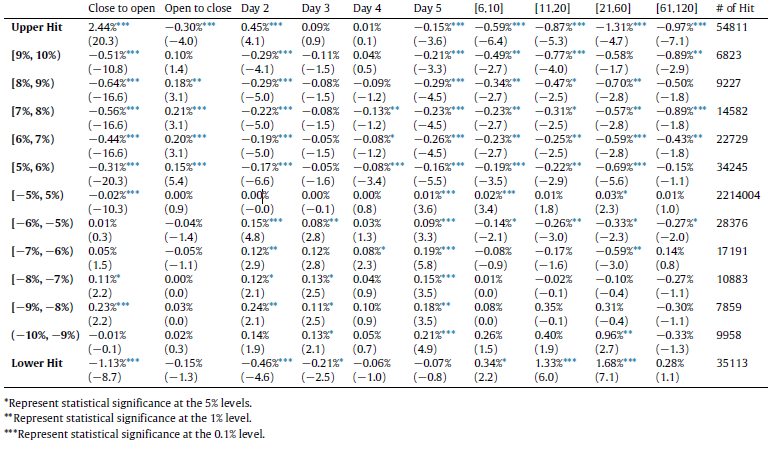 Close to open Open to close Day 2 Day 3 Day 4 Day 5 [6,10] [11,20] [21,60] [61,120] # of Hit
Upper Hit 2.44%*** −0.30%*** 0.45%*** 0.09% 0.01% −0.15%*** −0.59%*** −0.87%*** −1.31%*** −0.97%*** 54811
(20.3) (−4.0) (4.1) (0.9) (0.1) (−3.6) (−6.4) (−5.3) (−4.7) (−7.1)
[9%, 10%) −0.51%*** 0.10% −0.29%*** −0.11% 0.04% −0.21%*** −0.49%** −0.77%*** −0.58% −0.89%** 6823
(−10.8) (1.4) (−4.1) (−1.5) (0.5) (−3.3) (−2.7) (−4.0) (−1.7) (−2.9)
[8%, 9%) −0.64%*** 0.18%** −0.29%*** −0.08% −0.09% −0.29%*** −0.34%** −0.47%* −0.70%** −0.50% 9227
(−16.6) (3.1) (−5.0) (−1.5) (−1.2) (−4.5) (−2.7) (−2.5) (−2.8) (−1.8)
[7%, 8%) −0.56%*** 0.21%*** −0.22%*** −0.08% −0.13%** −0.23%*** −0.23%** −0.31%* −0.57%** −0.89%*** 14582
(−16.6) (3.1) (−5.0) (−1.5) (−1.2) (−4.5) (−2.7) (−2.5) (−2.8) (−1.8)
[6%, 7%) −0.44%*** 0.20%*** −0.19%*** −0.05% −0.08%* −0.26%*** −0.23%** −0.25%** −0.59%*** −0.43%** 22729
(−16.6) (3.1) (−5.0) (−1.5) (−1.2) (−4.5) (−2.7) (−2.5) (−2.8) (−1.8)
[5%, 6%) −0.31%*** 0.15%*** −0.17%*** −0.05% −0.08%*** −0.16%*** −0.19%*** −0.22%** −0.69%*** −0.15% 34245
(−20.3) (5.4) (−6.6) (−1.6) (−3.4) (−5.5) (−3.5) (−2.9) (−5.6) (−1.1)
[−5%, 5%) −0.02%*** 0.00% 0.00% 0.00% 0.00% 0.01%*** 0.02%*** 0.01% 0.03%* 0.01% 2214004
(−10.3) (0.9) (−0.0) (−0.1) (0.8) (3.6) (3.4) (1.8) (2.3) (1.0)
[−6%, −5%) 0.01% −0.04% 0.15%*** 0.08%** 0.03% 0.09%*** −0.14%* −0.26%** −0.33%* −0.27%* 28376
(0.3) (−1.4) (4.8) (2.8) (1.3) (3.3) (−2.1) (−3.0) (−2.3) (−2.0)
[−7%, −6%) 0.05% −0.05% 0.12%** 0.12% 0.08%* 0.19%*** −0.08% −0.17% −0.59%** 0.14% 17191
(1.5) (−1.1) (2.9) (2.8) (2.3) (5.8) (−0.9) (−1.6) (−3.0) (0.8)
[−8%, −7%) 0.11%* 0.00% 0.12%* 0.13%* 0.04% 0.15%*** 0.01% −0.02% −0.10% −0.27% 10883
(2.2) (0.0) (2.1) (2.5) (0.9) (3.5) (0.0) (−0.1) (−0.4) (−1.1)
[−9%, −8%) 0.23%*** 0.03% 0.24%** 0.11%* 0.10% 0.18%** 0.08% 0.35% 0.31% −0.30% 7859
(2.2) (0.0) (2.1) (2.5) (0.9) (3.5) (0.0) (−0.1) (−0.4) (−1.1)
(−10%, −9%) −0.01% 0.02% 0.14% 0.13%* 0.05% 0.21%*** 0.26% 0.40% 0.96%** −0.33% 9958
(−0.1) (0.3) (1.9) (2.1) (0.7) (4.9) (1.5) (1.9) (2.7) (−1.3)
Lower Hit −1.13%*** −0.15% −0.46%*** −0.21%* −0.06% −0.07% 0.34%* 1.33%*** 1.68%*** 0.28% 35113
(−8.7) (−1.3) (−4.6) (−2.5) (−1.0) (−0.8) (2.2) (6.0) (7.1) (1.1)
*Represent statistical significance at the 5% levels.
**Represent statistical significance at the 1% level.
***Represent statistical significance at the 0.1% level.